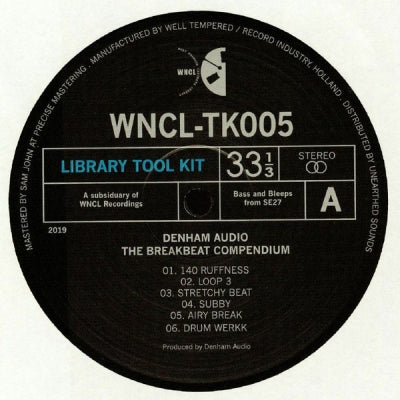 MASTERED BY SAM JOHN AT PRECISE MASTERING . MANUFACTURED BY WELL TEMPERED / RECORD INDUSTRY, HOLLAND . DISTRIBUTED BY UNEARTHED SOUNDS
WNCL
WNCL-TK005
LIBRARY TOOL KIT
33 1/3
STEREO
A subsiduary of
WNCL Recordings
Bass and Bleeps
from SE27
A
2019
DENHAM AUDIO
THE BREAKBEAT COMPENDIUM
01. 140 RUFFNESS
02. LOOP 3
03. STRETCHY BEAT
04. SUBBY
05. AIRY BREAK
06. DRUM WERKK
Produced by Denham Audio